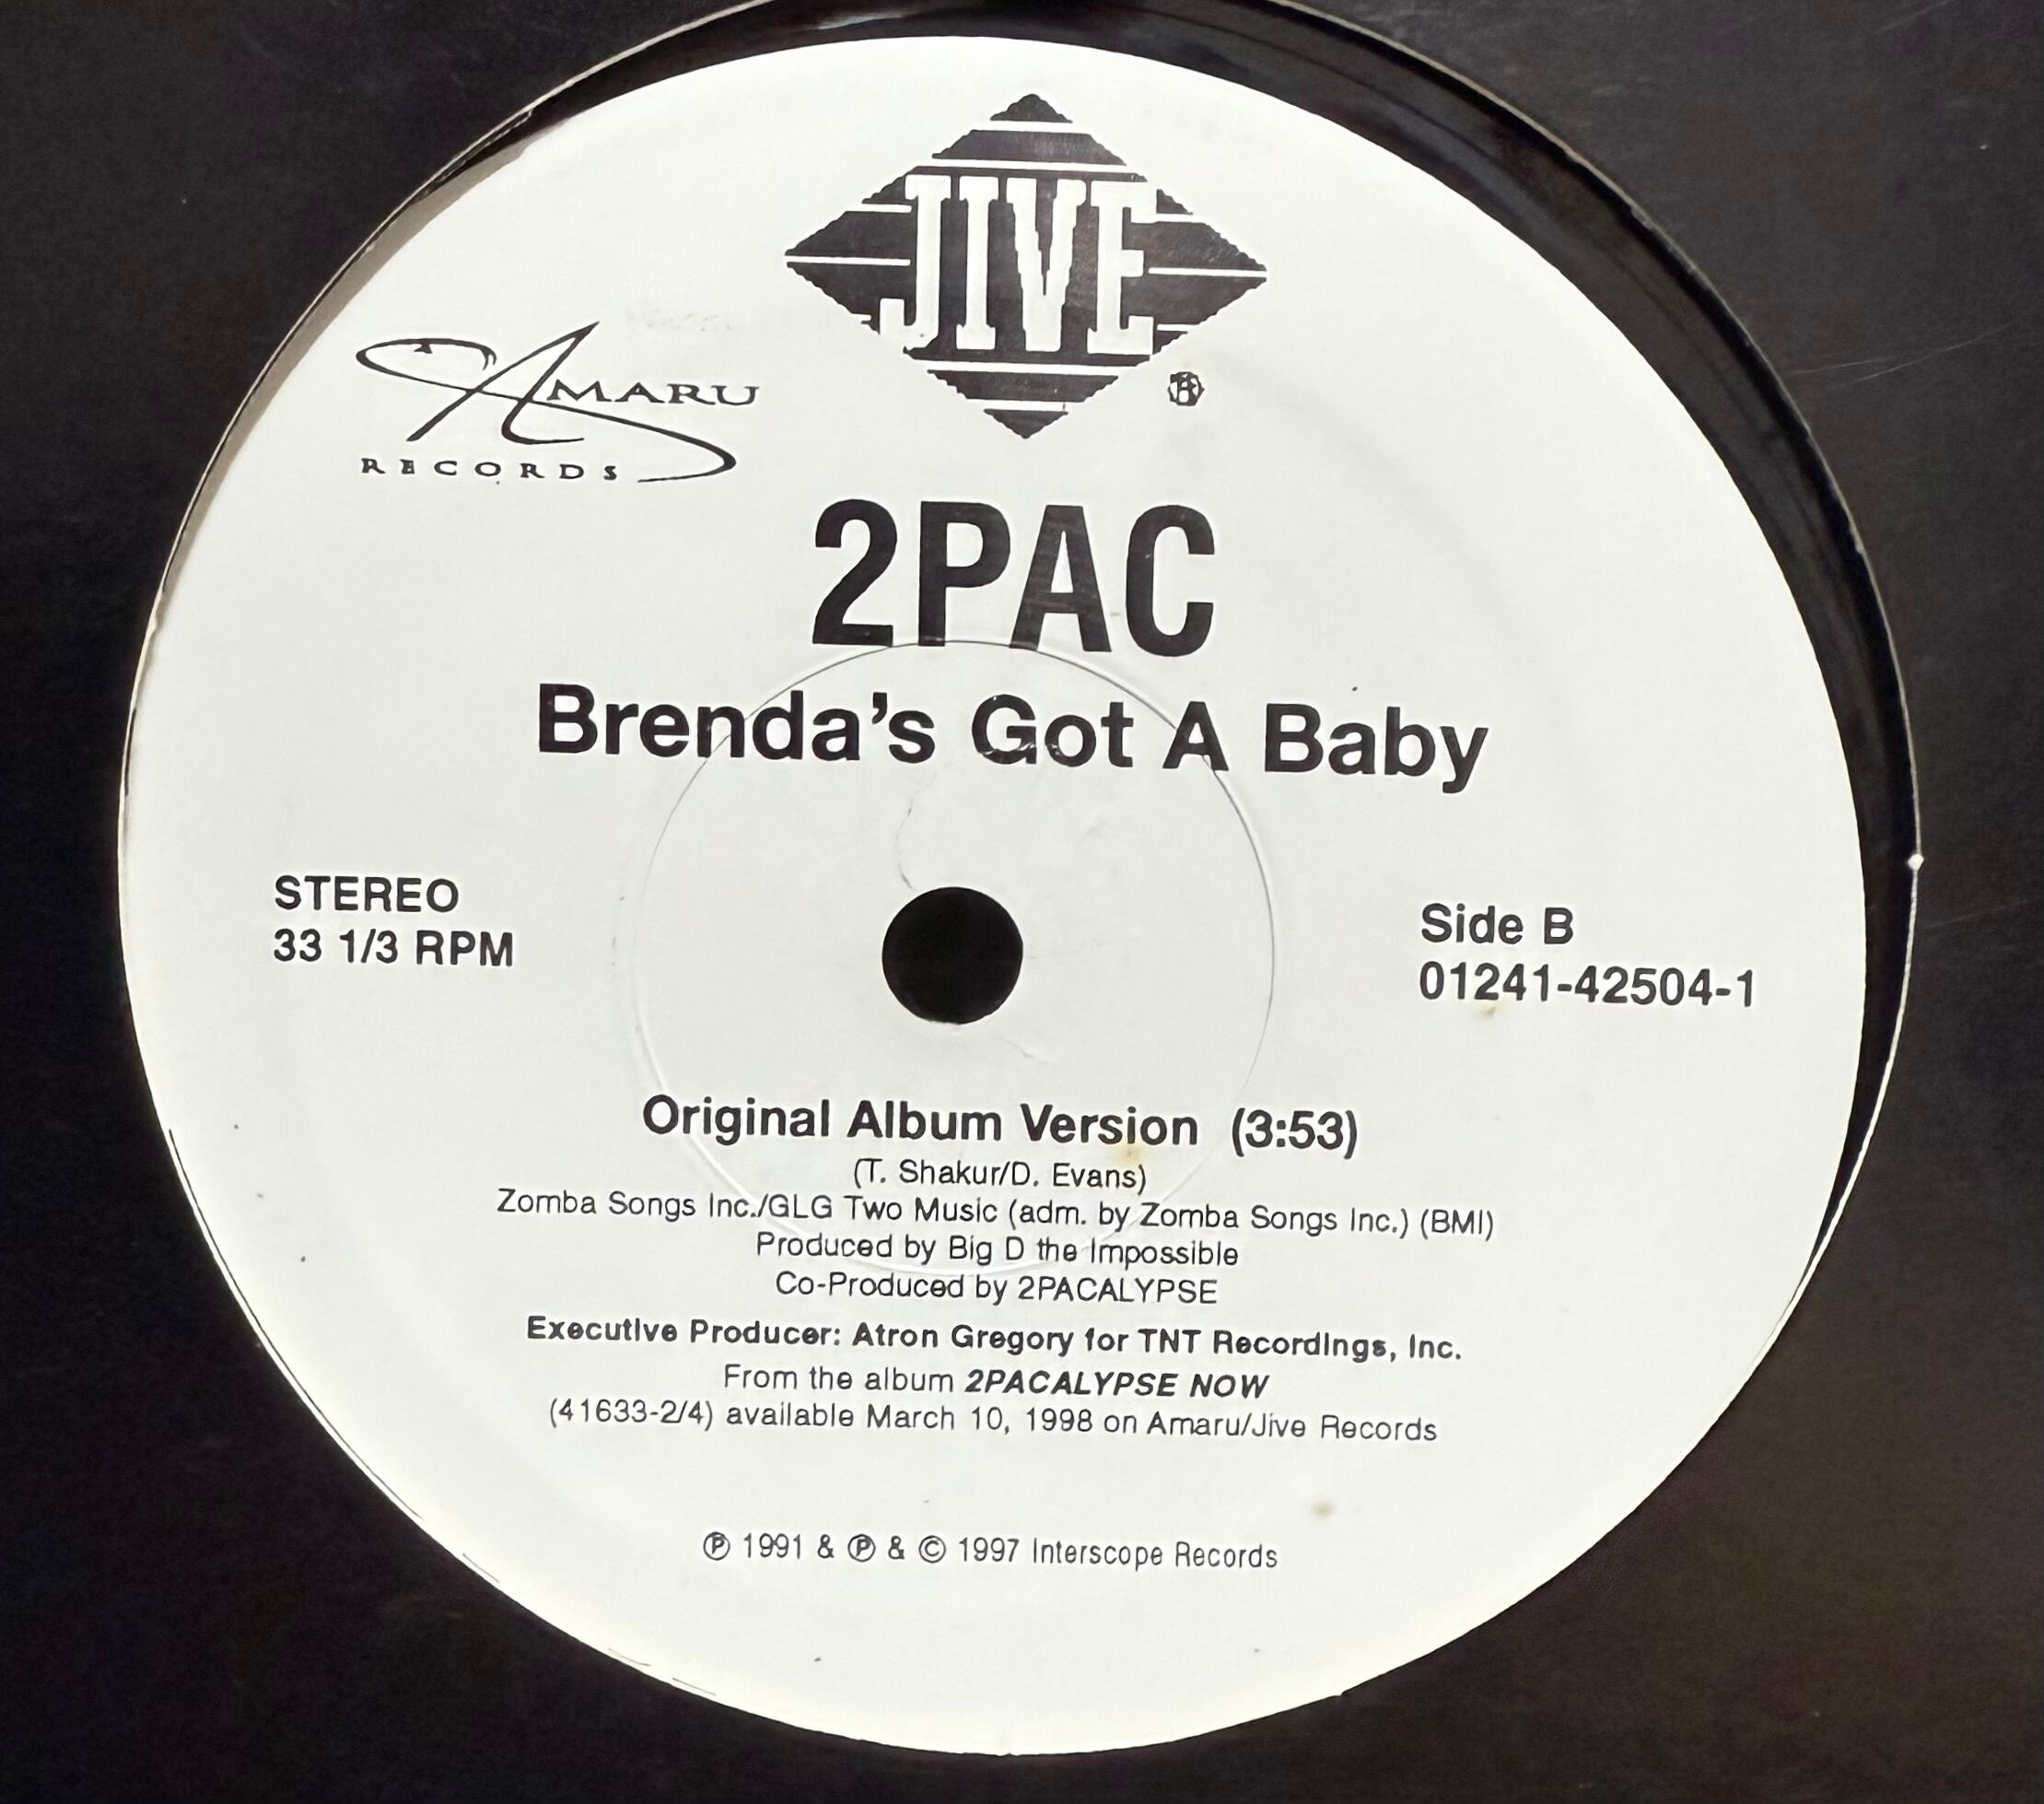 JIVE
®
AMARU
RECORDS
2PAC
Brenda's Got A Baby
STEREO
33 1/3 RPM
Side B
01241-42504-1
Original Album Version (3:53)
(T. Shakur/D. Evans)
Zomba Songs Inc./GLG Two Music (adm. by Zomba Songs Inc.) (BMI)
Produced by Big D the Impossible
Co-Produced by 2PACALYPSE
Executive Producer: Atron Gregory for TNT Recordings, Inc.
From the album 2PACALYPSE NOW
(41633-2/4) available March 10, 1998 on Amaru/Jive Records
℗ 1991 & ℗ & © 1997 Interscope Records